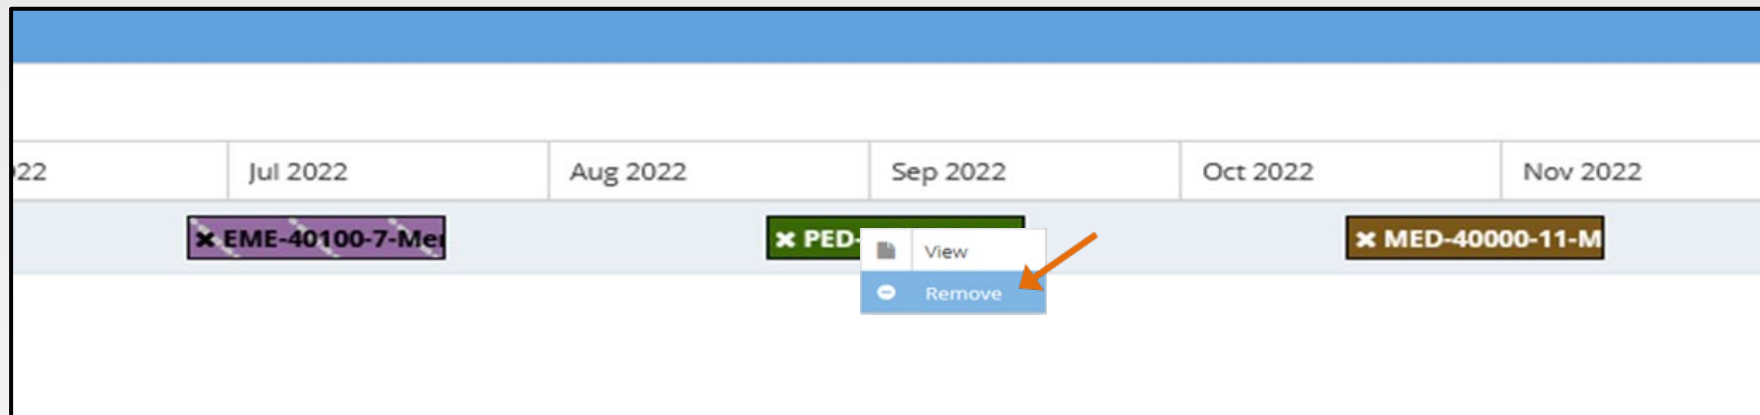 22 Jul 2022 Aug 2022 Sep 2022 Oct 2022 Nov 2022
✖ EME-40100-7-Me ✖ PED- ✖ MED-40000-11-M
View
Remove